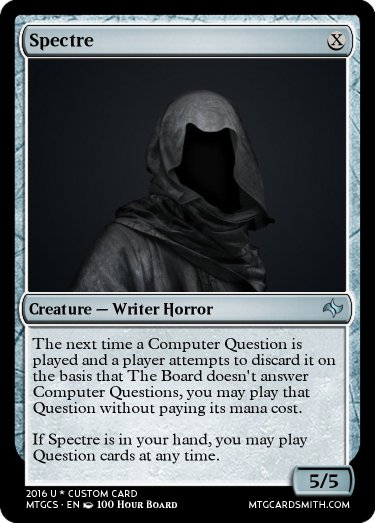 Spectre X
Creature — Writer Horror
The next time a Computer Question is
played and a player attempts to discard it on
the basis that The Board doesn't answer
Computer Questions, you may play that
Question without paying its mana cost.
If Spectre is in your hand, you may play
Question cards at any time.
5/5
2016 U * CUSTOM CARD
MTGCS · EN 100 HOUR BOARD
MTGCARDSMITH.COM